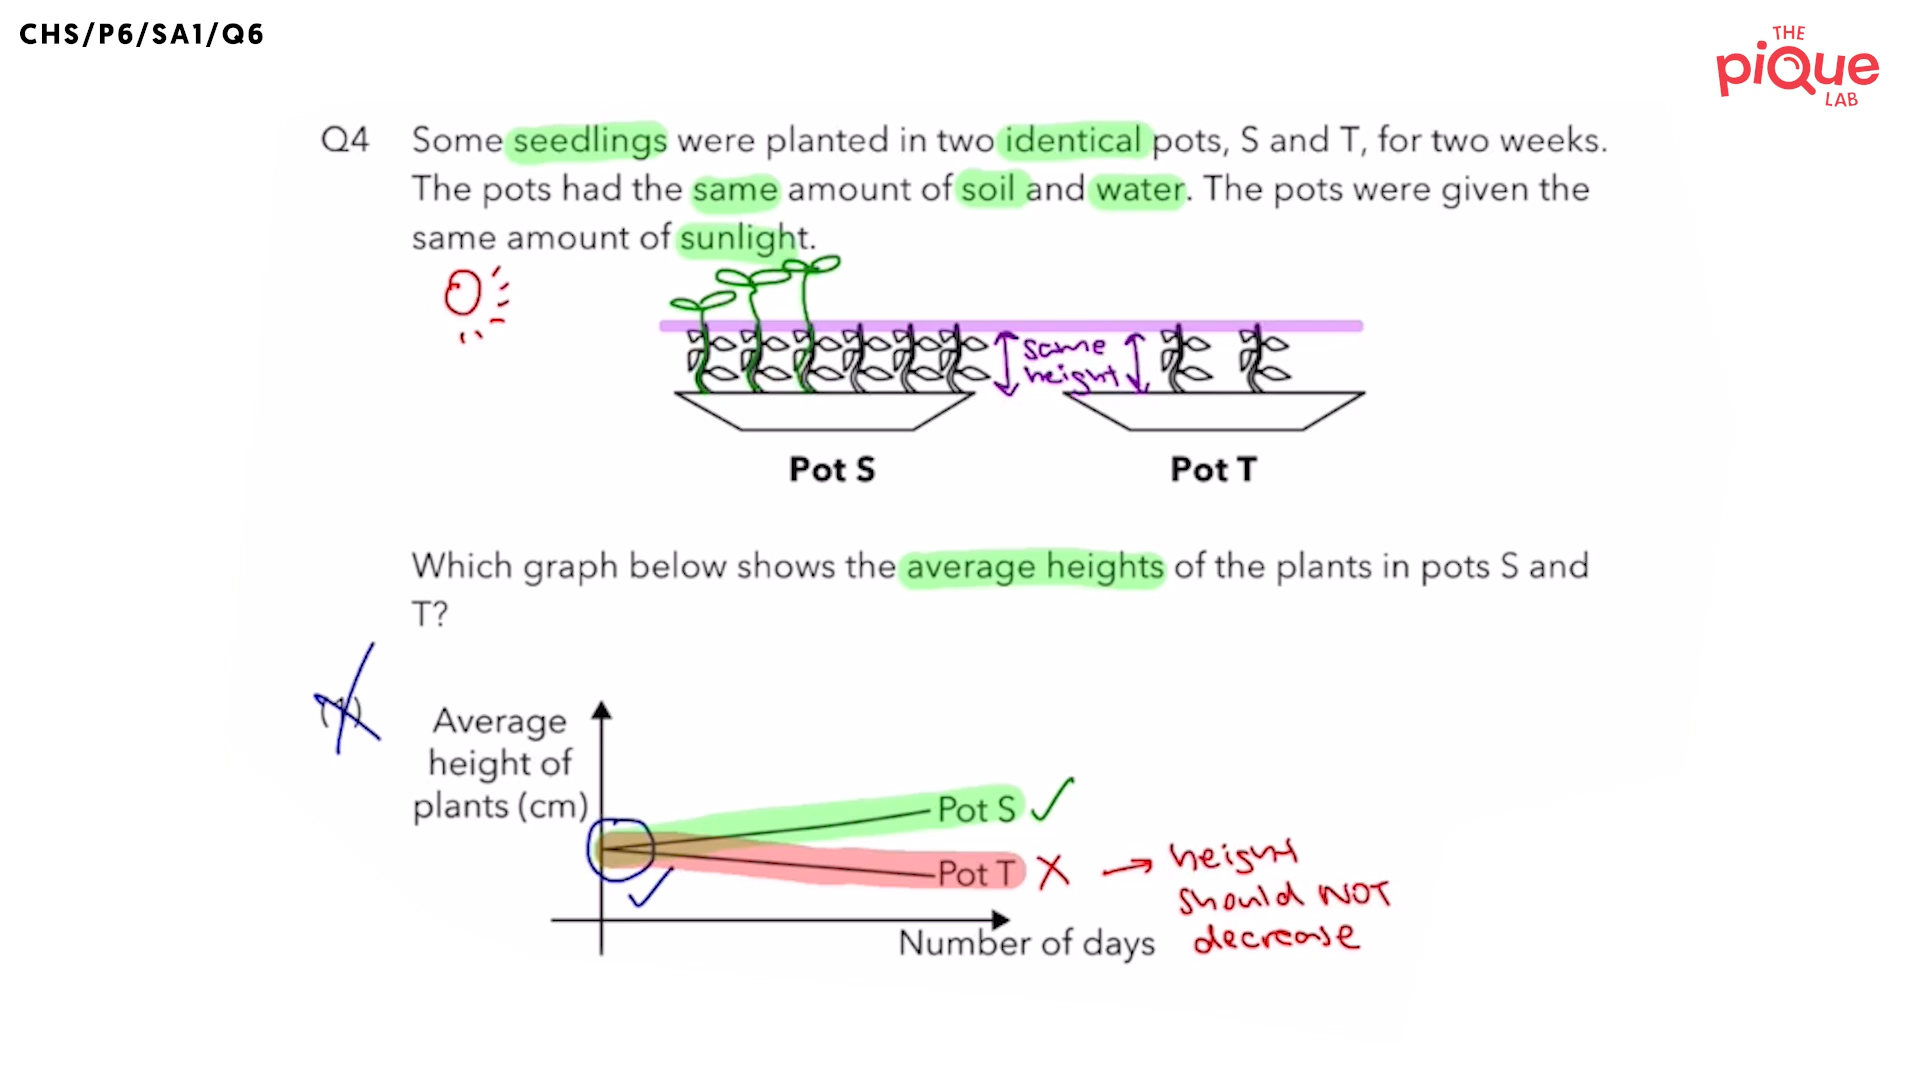 CHS/P6/SA1/Q6
THE
piQue
LAB
Q4 Some seedlings were planted in two identical pots, S and T, for two weeks.
The pots had the same amount of soil and water. The pots were given the
same amount of sunlight.
same
height
Pot S Pot T
Which graph below shows the average heights of the plants in pots S and
T?
(1)
Average
height of
plants (cm)
Pot S
Pot T X → height
should NOT
decrease
Number of days